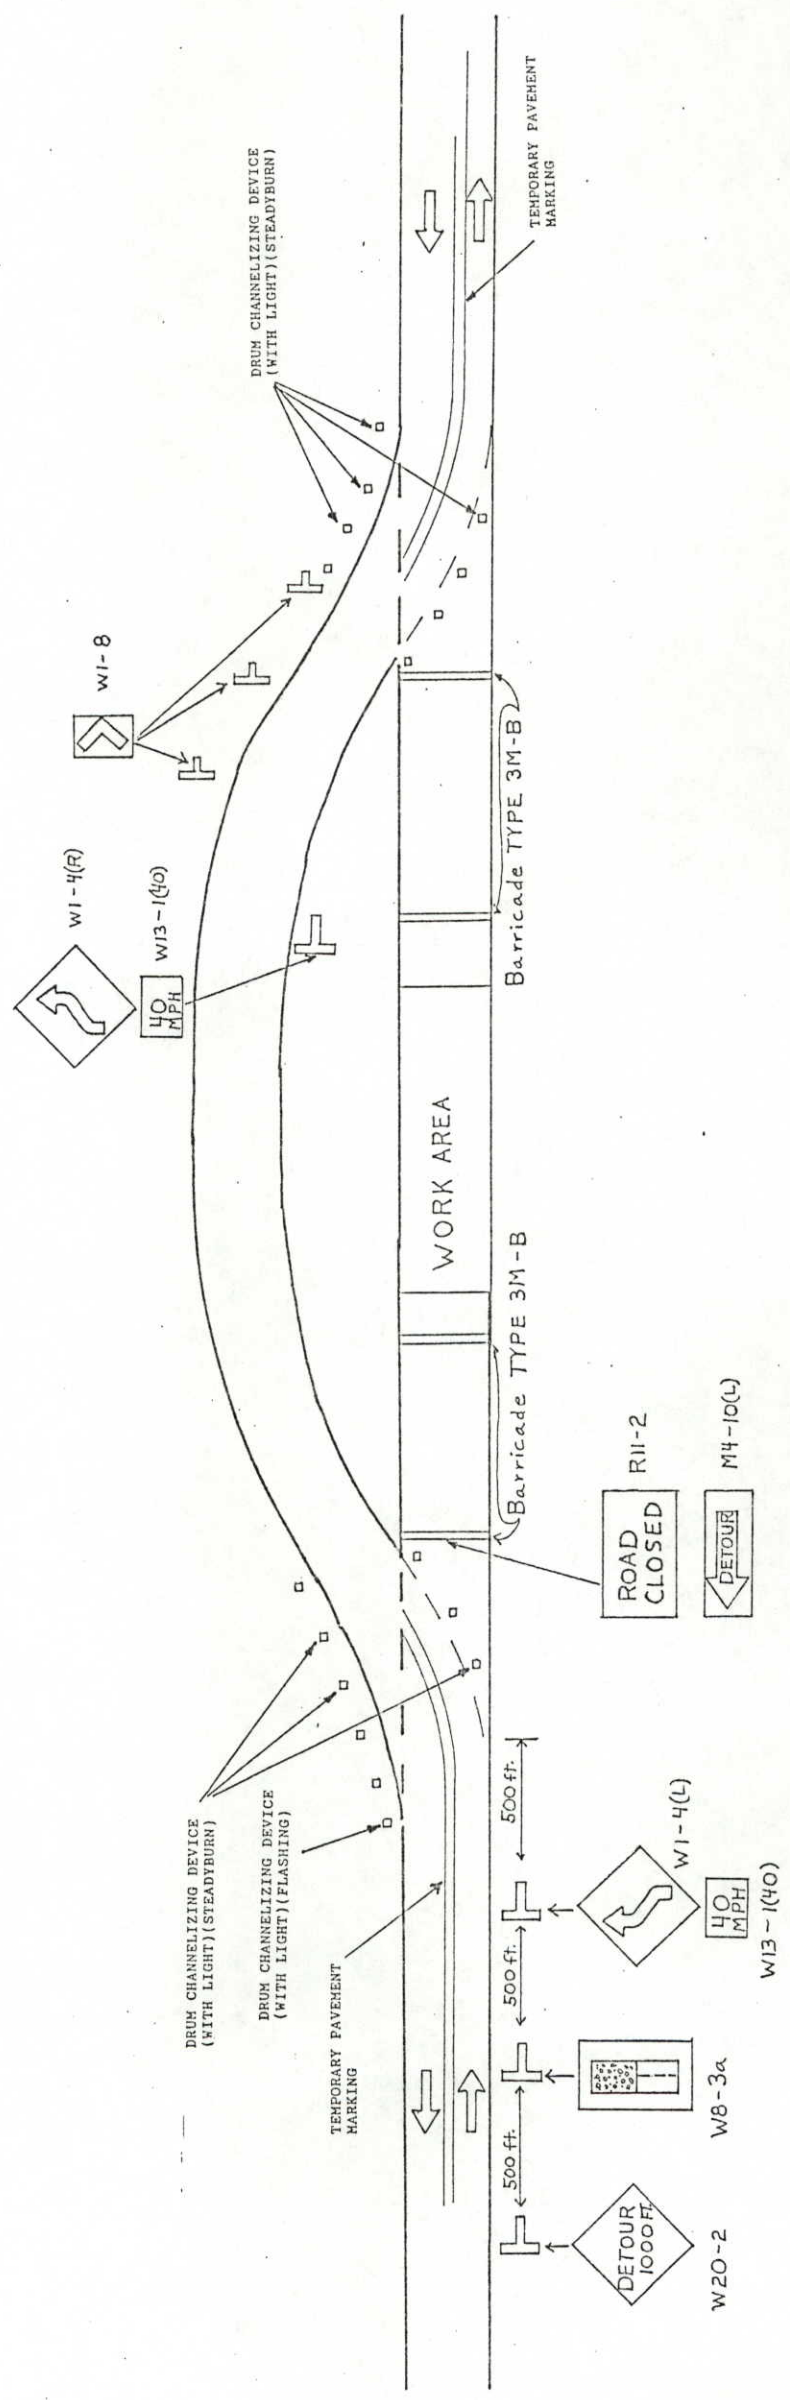 DRUM CHANNELIZING DEVICE
(WITH LIGHT)(STEADYBURN)
DRUM CHANNELIZING DEVICE
(WITH LIGHT)(FLASHING)
TEMPORARY PAVEMENT
MARKING
W1-4(R)
40
MPH
W13-1(40)
W1-8
DRUM CHANNELIZING DEVICE
(WITH LIGHT)(STEADYBURN)
WORK AREA
TEMPORARY PAVEMENT
MARKING
500 ft.
500 ft.
500 ft.
Barricade TYPE 3M-B
Barricade TYPE 3M-B
DETOUR
1000 FT.
W20-2
W8-3a
W1-4(L)
40
MPH
W13-1(40)
ROAD
CLOSED
R11-2
DETOUR
M4-10(L)